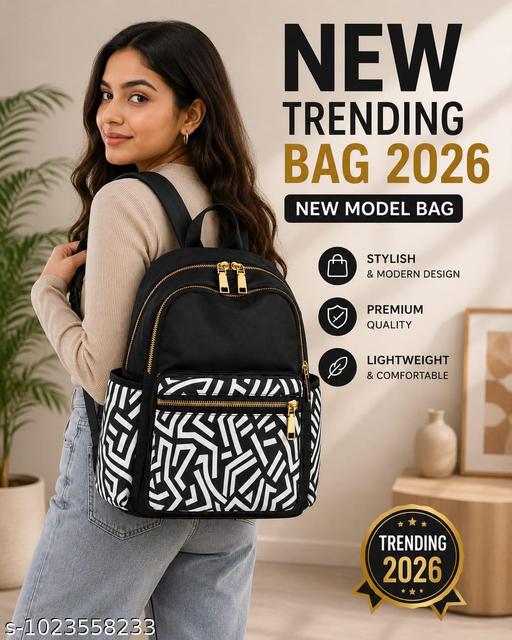 NEW
TRENDING
BAG 2026
NEW MODEL BAG
STYLISH
& MODERN DESIGN
PREMIUM
QUALITY
LIGHTWEIGHT
& COMFORTABLE
TRENDING
2026
s-1023558233